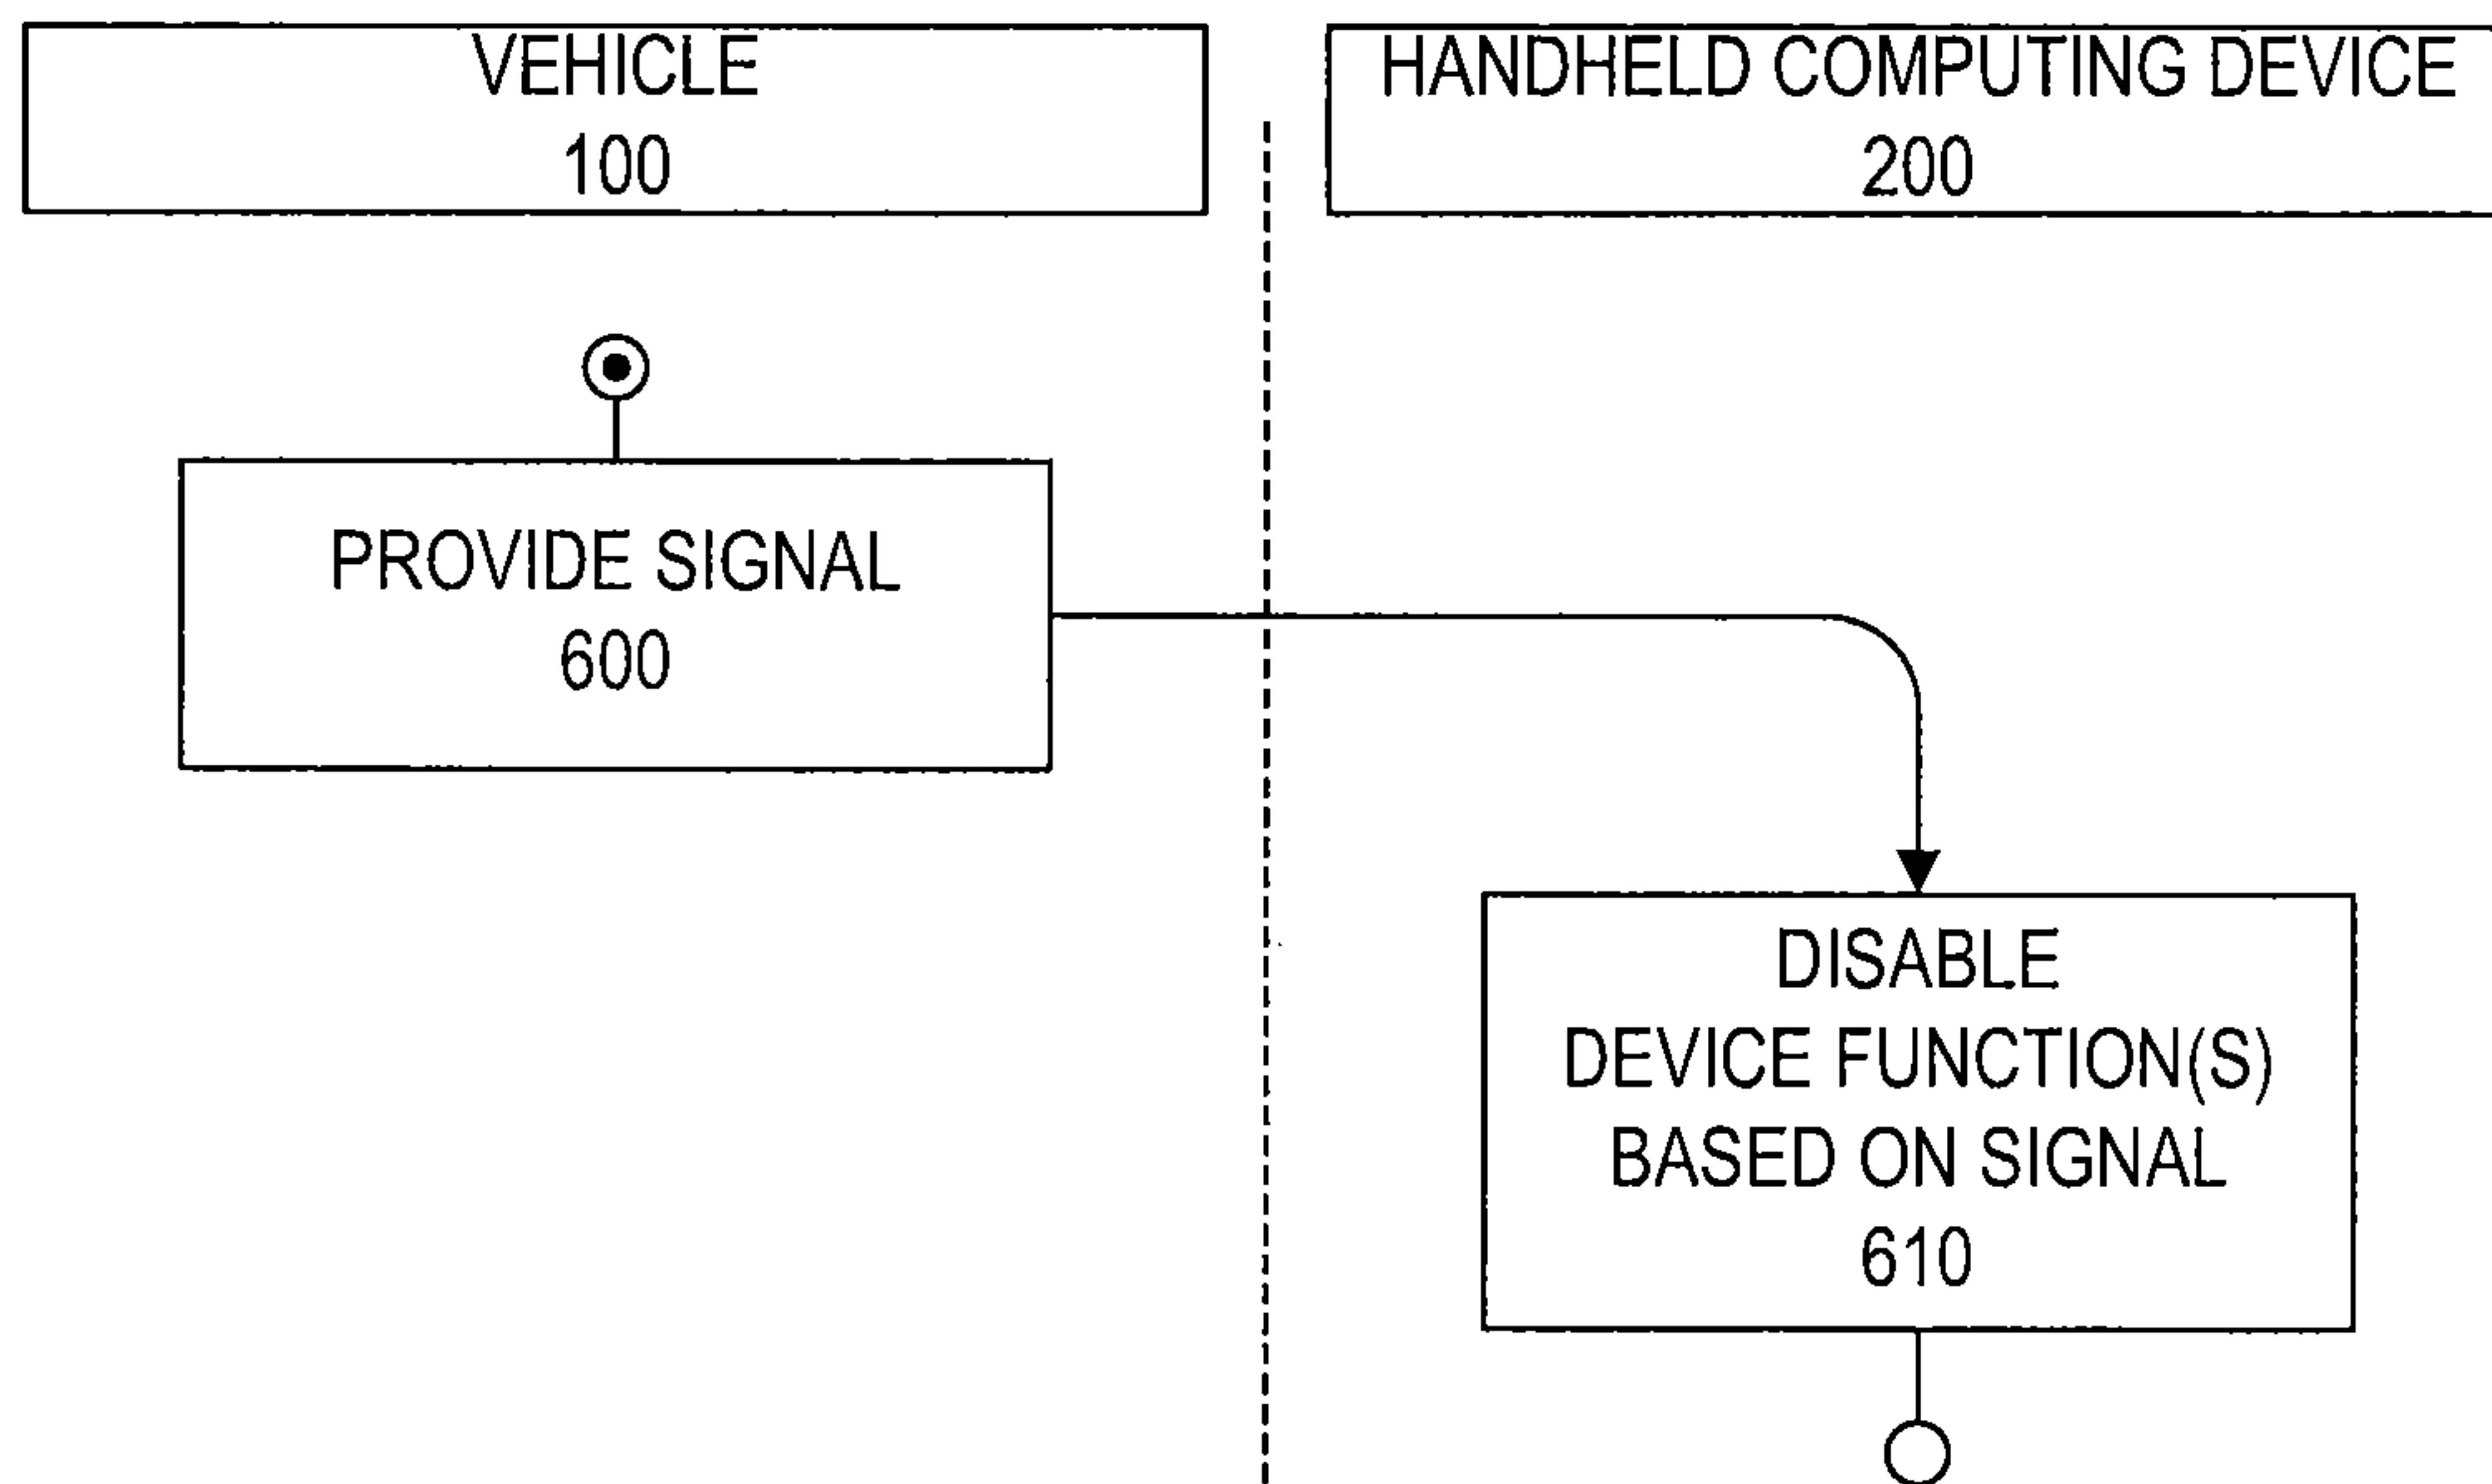 VEHICLE
100
HANDHELD COMPUTING DEVICE
200
PROVIDE SIGNAL
600
DISABLE
DEVICE FUNCTION(S)
BASED ON SIGNAL
610